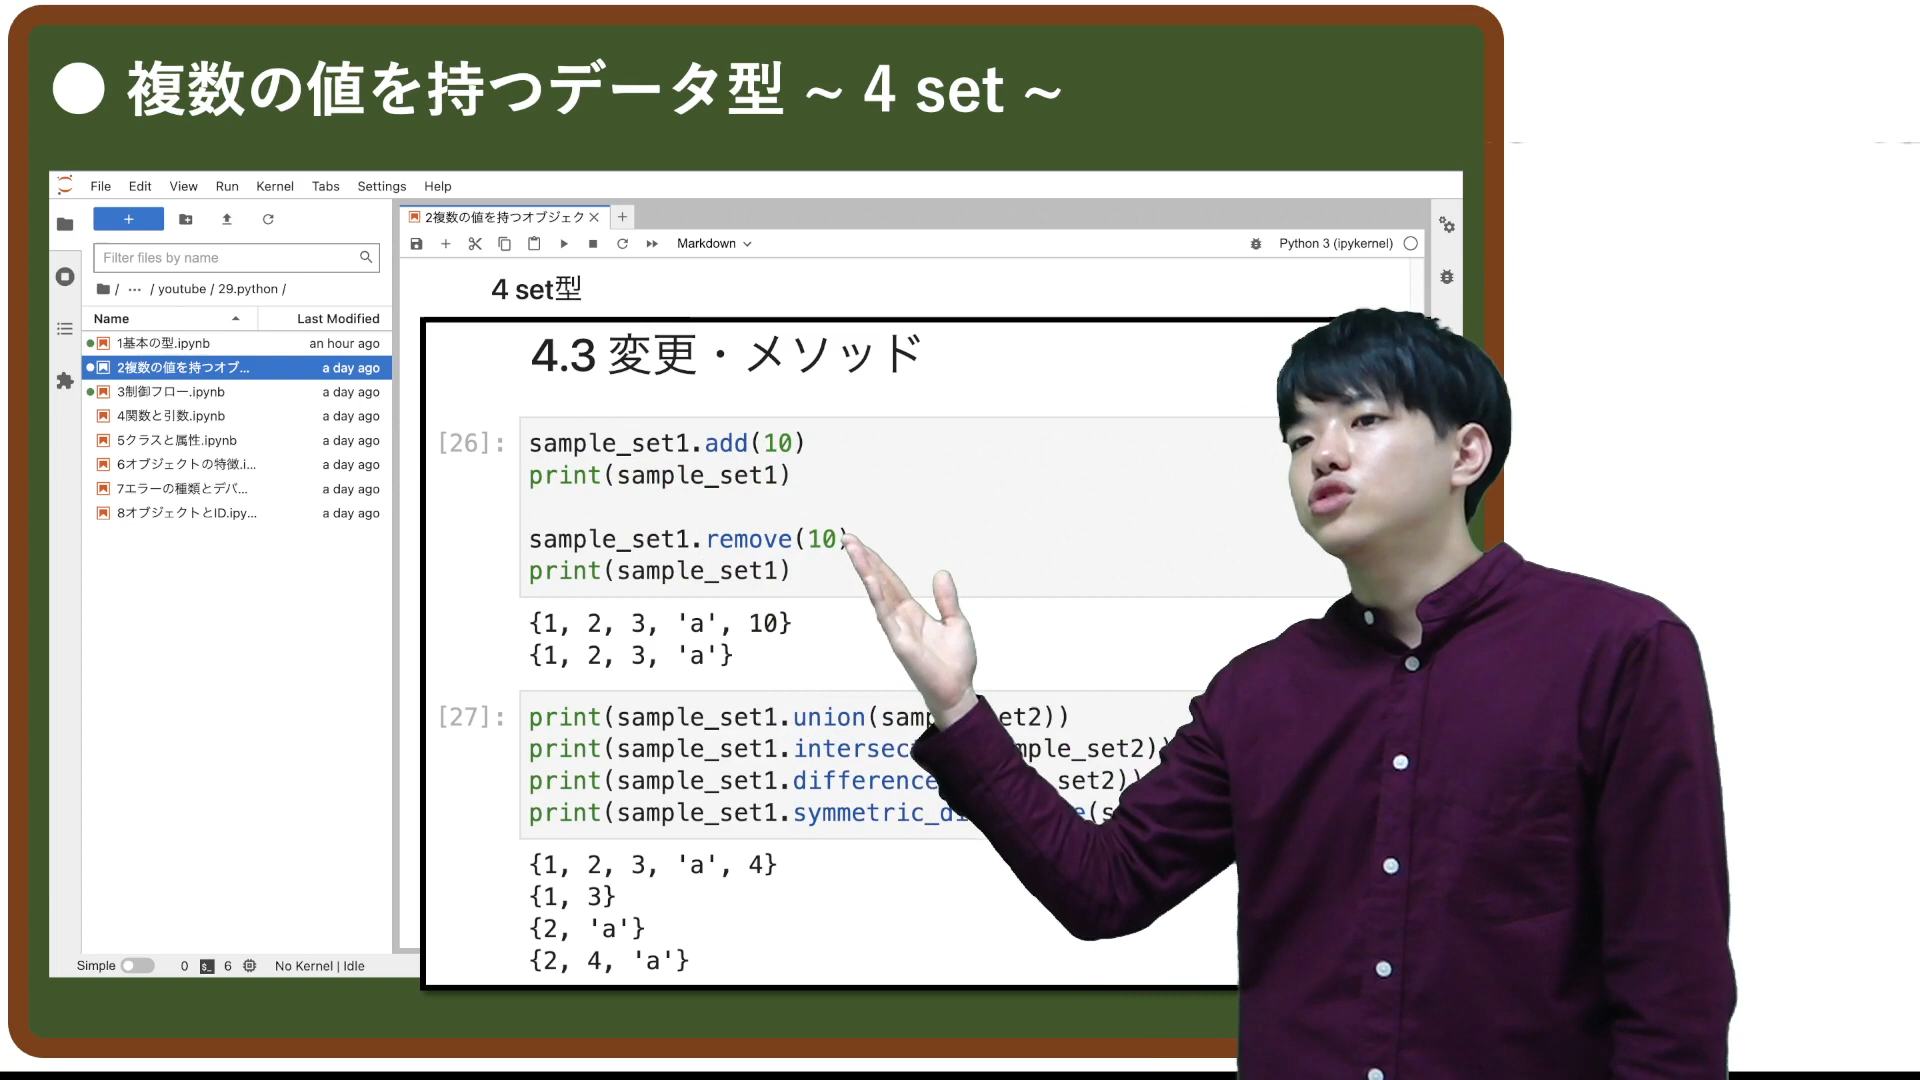 ● 複数の値を持つデータ型 ~ 4 set ~
File Edit View Run Kernel Tabs Settings Help
2複数の値を持つオブジェク
Filter files by name
Markdown
Python 3 (ipykernel)
/ ··· / youtube / 29.python /
4 set型
Name Last Modified
1基本の型.ipynb an hour ago
2複数の値を持つオブ... a day ago
3制御フロー.ipynb a day ago
4関数と引数.ipynb a day ago
5クラスと属性.ipynb a day ago
6オブジェクトの特徴.i... a day ago
7エラーの種類とデバ... a day ago
8オブジェクトとID.ipy... a day ago
Simple 0 6 No Kernel | Idle
4.3 変更・メソッド
[26]: sample_set1.add(10)
print(sample_set1)
sample_set1.remove(10)
print(sample_set1)
{1, 2, 3, 'a', 10}
{1, 2, 3, 'a'}
[27]: print(sample_set1.union(sam et2))
print(sample_set1.intersec mple_set2))
print(sample_set1.difference set2))
print(sample_set1.symmetric_di e(s
{1, 2, 3, 'a', 4}
{1, 3}
{2, 'a'}
{2, 4, 'a'}